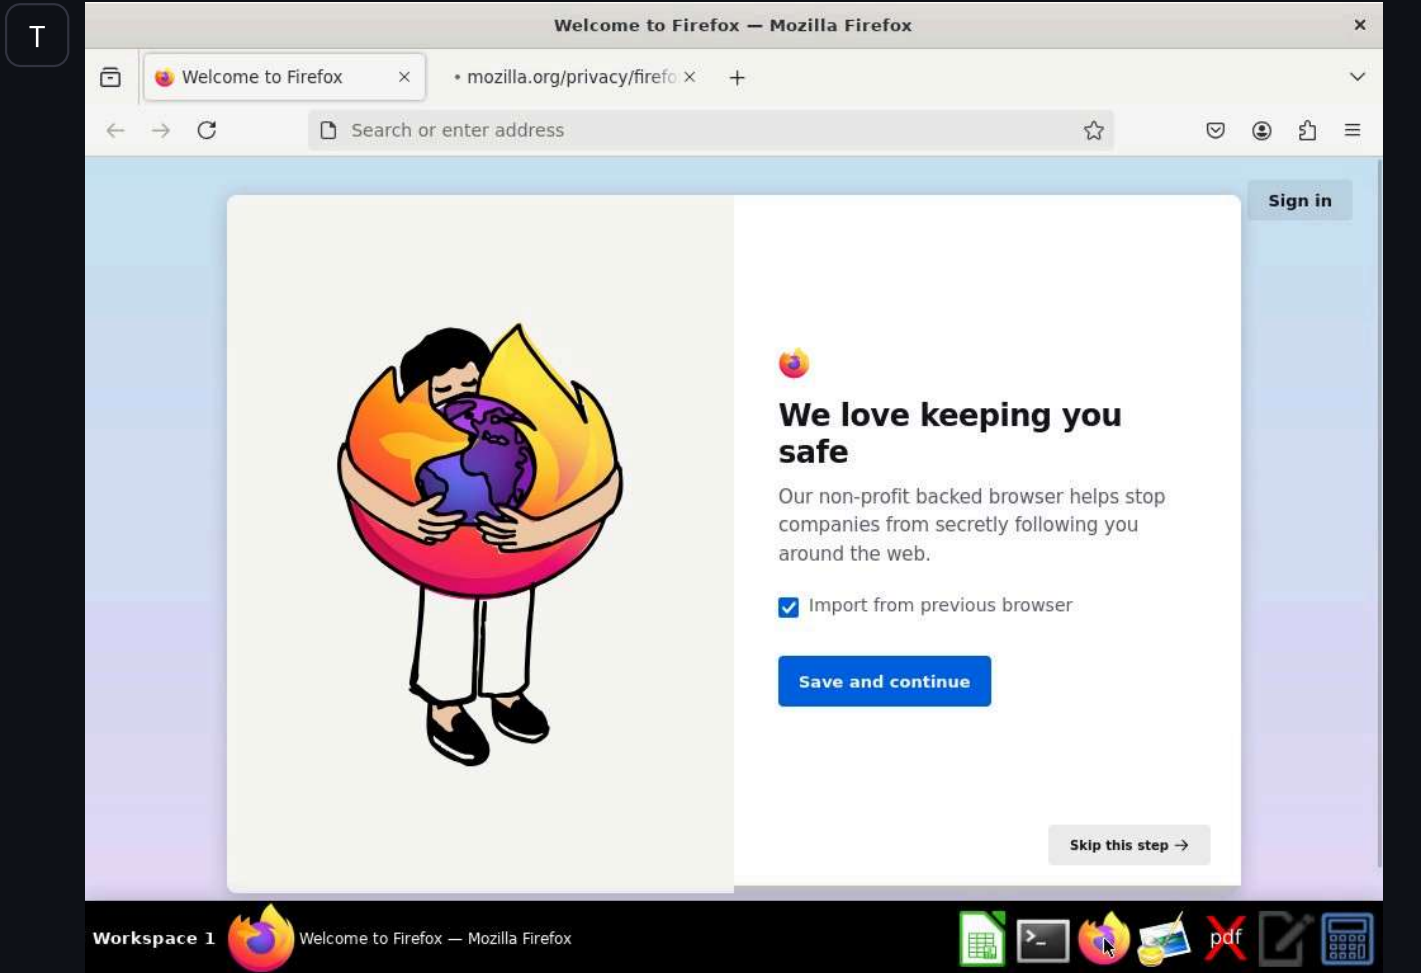 T
Welcome to Firefox — Mozilla Firefox
Welcome to Firefox
mozilla.org/privacy/firefo
Search or enter address
Sign in
We love keeping you
safe
Our non-profit backed browser helps stop
companies from secretly following you
around the web.
Import from previous browser
Save and continue
Skip this step
Workspace 1
Welcome to Firefox — Mozilla Firefox
>_
pdf